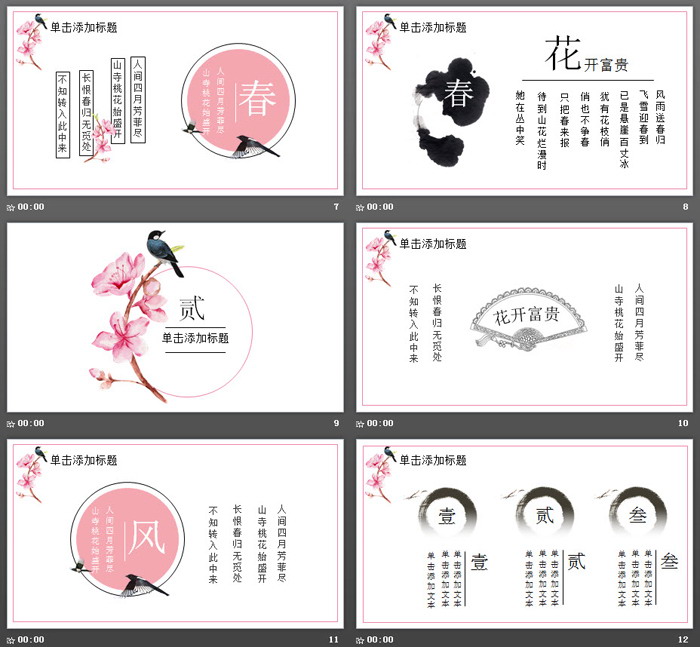 单击添加标题
人间四月芳菲尽
山寺桃花始盛开
长恨春归无觅处
不知转入此中来
春
人间四月芳菲尽
山寺桃花始盛开
00:00
7
单击添加标题
春
花开富贵
风雨送春归
飞雪迎春到
已是悬崖百丈冰
犹有花枝俏
俏也不争春
只把春来报
待到山花烂漫时
她在丛中笑
00:00
8
贰
单击添加标题
00:00
9
单击添加标题
人间四月芳菲尽
山寺桃花始盛开
花开富贵
长恨春归无觅处
不知转入此中来
00:00
10
单击添加标题
风
人间四月芳菲尽
山寺桃花始盛开
人间四月芳菲尽
山寺桃花始盛开
长恨春归无觅处
不知转入此中来
00:00
11
单击添加标题
壹
贰
叁
壹
单击添加文本
单击添加文本
单击添加文本
贰
单击添加文本
单击添加文本
单击添加文本
叁
单击添加文本
单击添加文本
单击添加文本
00:00
12